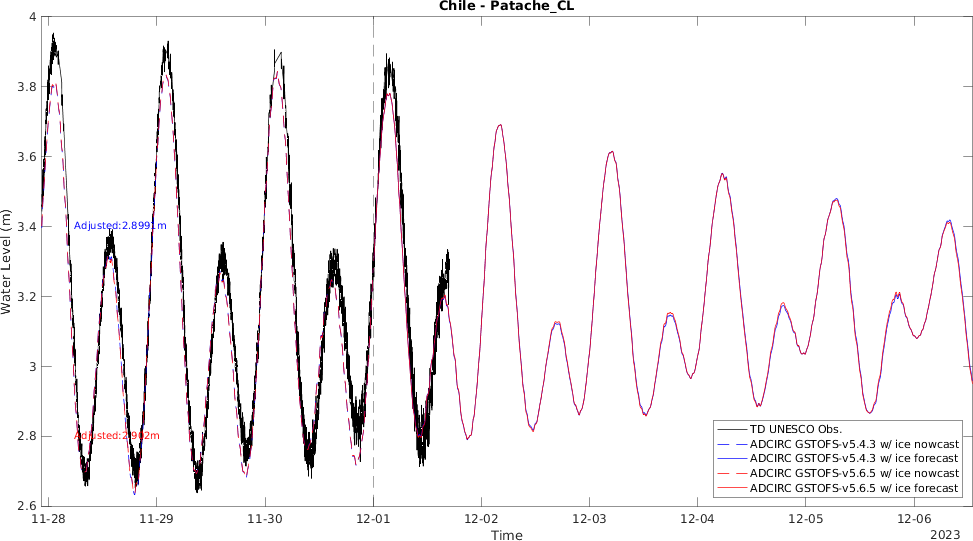 Chile - Patache_CL
Water Level (m)
4
3.8
3.6
3.4
3.2
3
2.8
2.6
Adjusted:2.8991m
Adjusted:2.902m
TD UNESCO Obs.
ADCIRC GSTOFS-v5.4.3 w/ ice nowcast
ADCIRC GSTOFS-v5.4.3 w/ ice forecast
ADCIRC GSTOFS-v5.6.5 w/ ice nowcast
ADCIRC GSTOFS-v5.6.5 w/ ice forecast
11-28 11-29 11-30 12-01 12-02 12-03 12-04 12-05 12-06
Time
2023